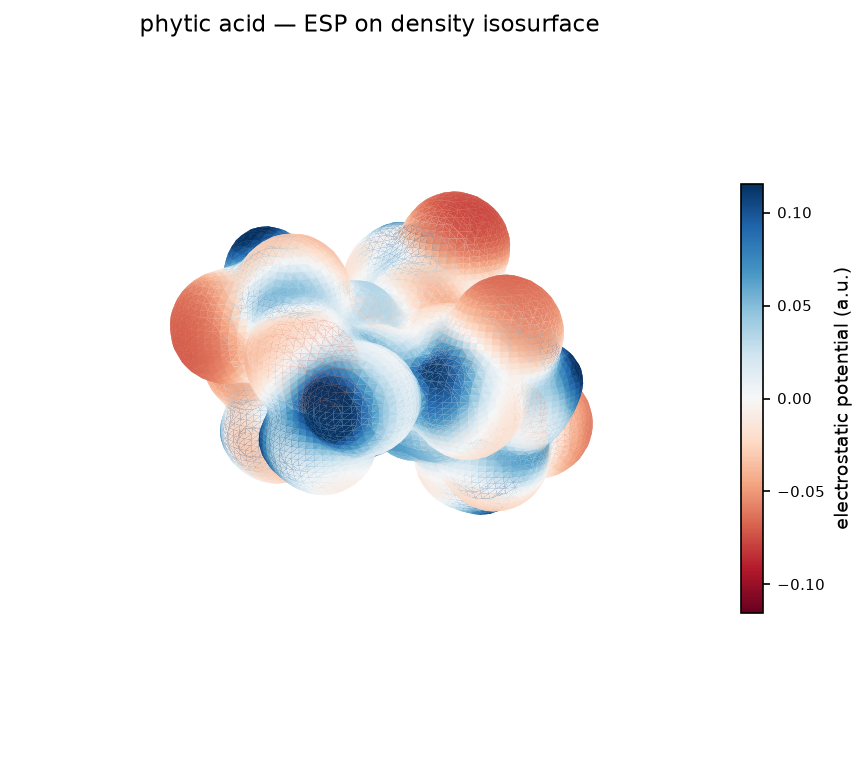 phytic acid — ESP on density isosurface
0.10
0.05
0.00
−0.05
−0.10
electrostatic potential (a.u.)